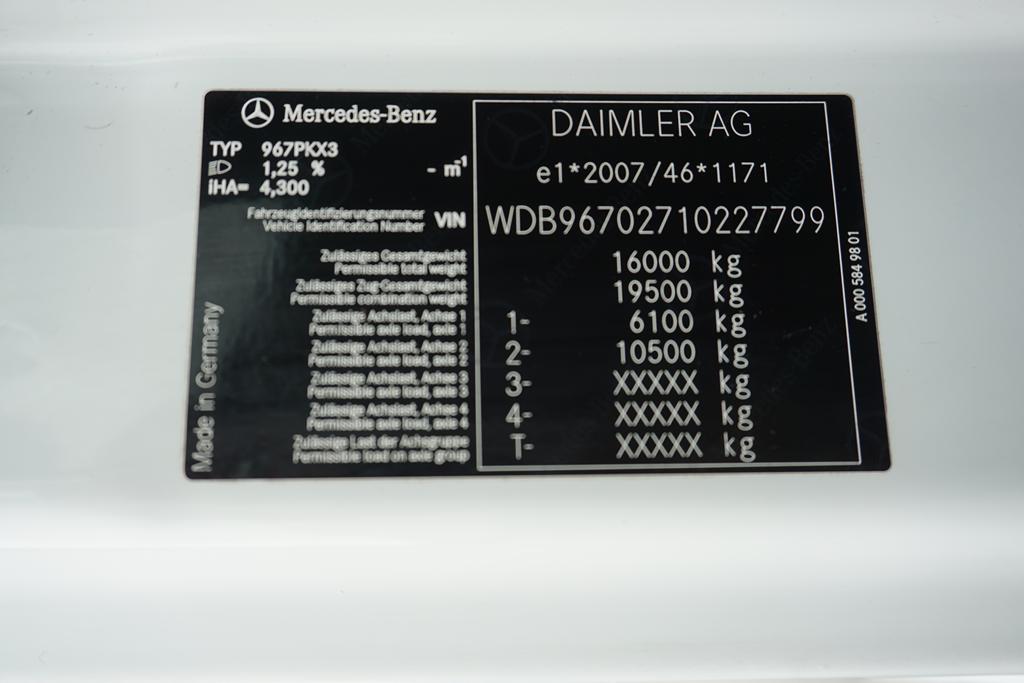 Mercedes-Benz
TYP 967PKX3
1,25 % - m⁻¹
iHA= 4,300
DAIMLER AG
e1*2007/46*1171
Fahrzeugidentifizierungsnummer
Vehicle Identification Number VIN WDB96702710227799
Zulässiges Gesamtgewicht
Permissible total weight 16000 kg
Zulässiges Zug-Gesamtgewicht
Permissible combination weight 19500 kg
Zulässige Achslast, Achse 1
Permissible axle load, axle 1 1- 6100 kg
Zulässige Achslast, Achse 2
Permissible axle load, axle 2 2- 10500 kg
Zulässige Achslast, Achse 3
Permissible axle load, axle 3 3- XXXXX kg
Zulässige Achslast, Achse 4
Permissible axle load, axle 4 4- XXXXX kg
Zulässige Last der Achsgruppe
Permissible load on axle group T- XXXXX kg
Made in Germany
A 000 584 98 01